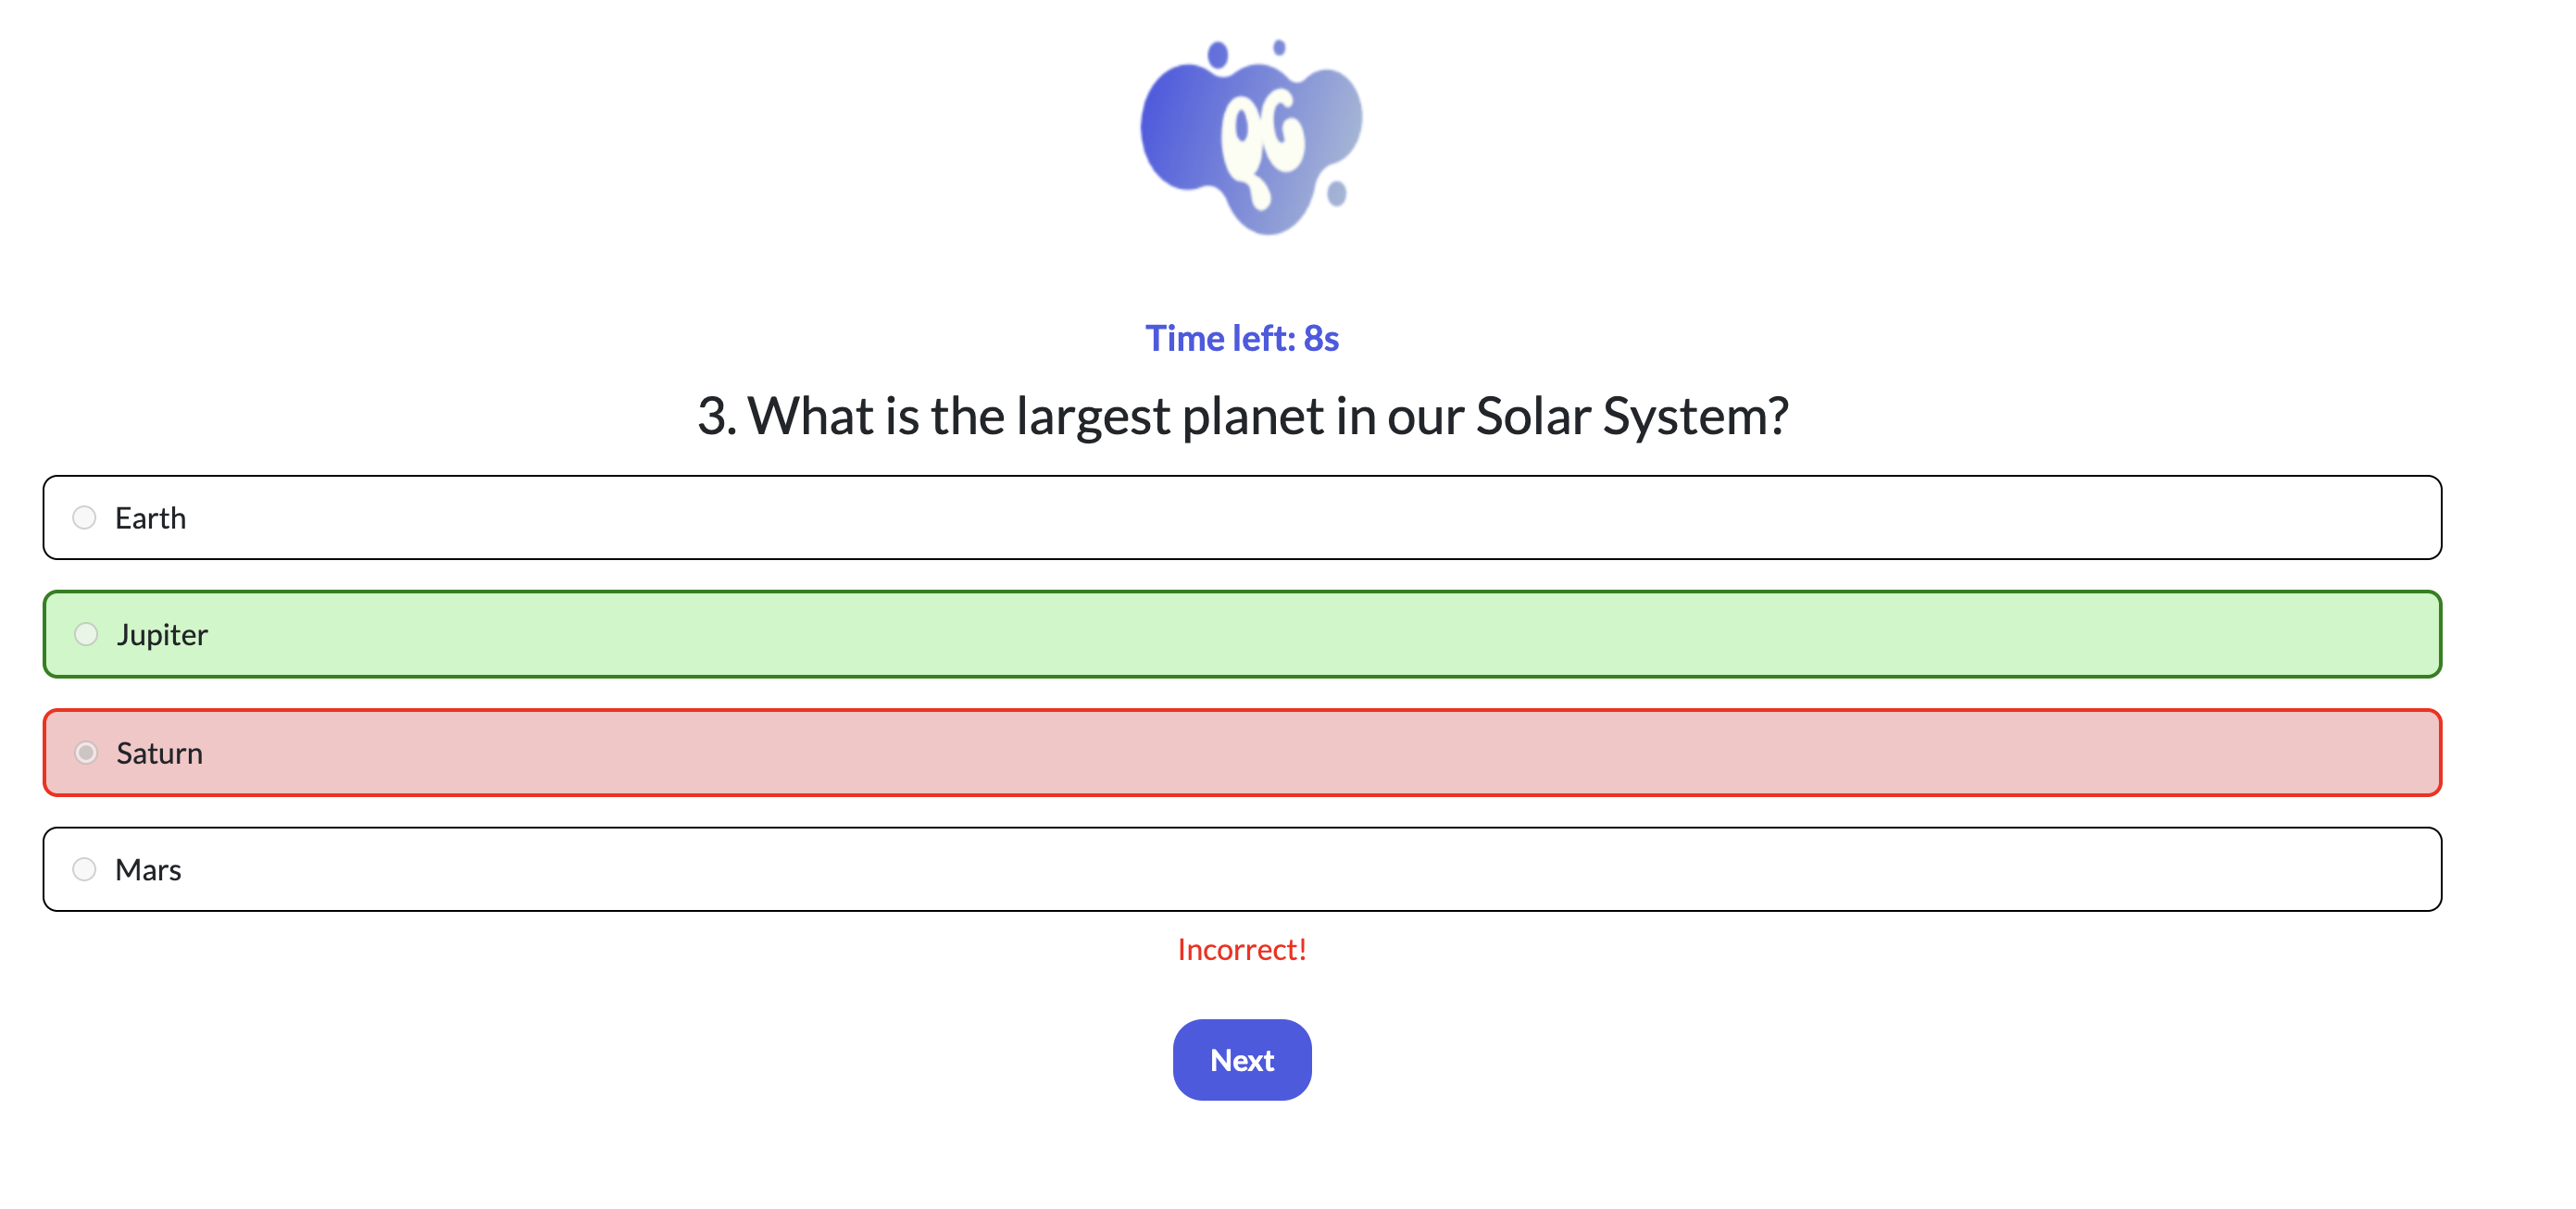 QG
Time left: 8s
3. What is the largest planet in our Solar System?
Earth
Jupiter
Saturn
Mars
Incorrect!
Next